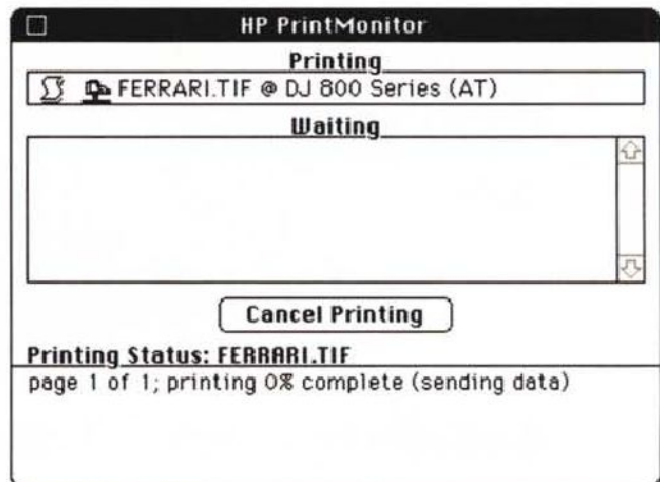 HP PrintMonitor
Printing
FERRARI.TIF @ DJ 800 Series (AT)
Waiting
Cancel Printing
Printing Status: FERRARI.TIF
page 1 of 1; printing 0% complete (sending data)